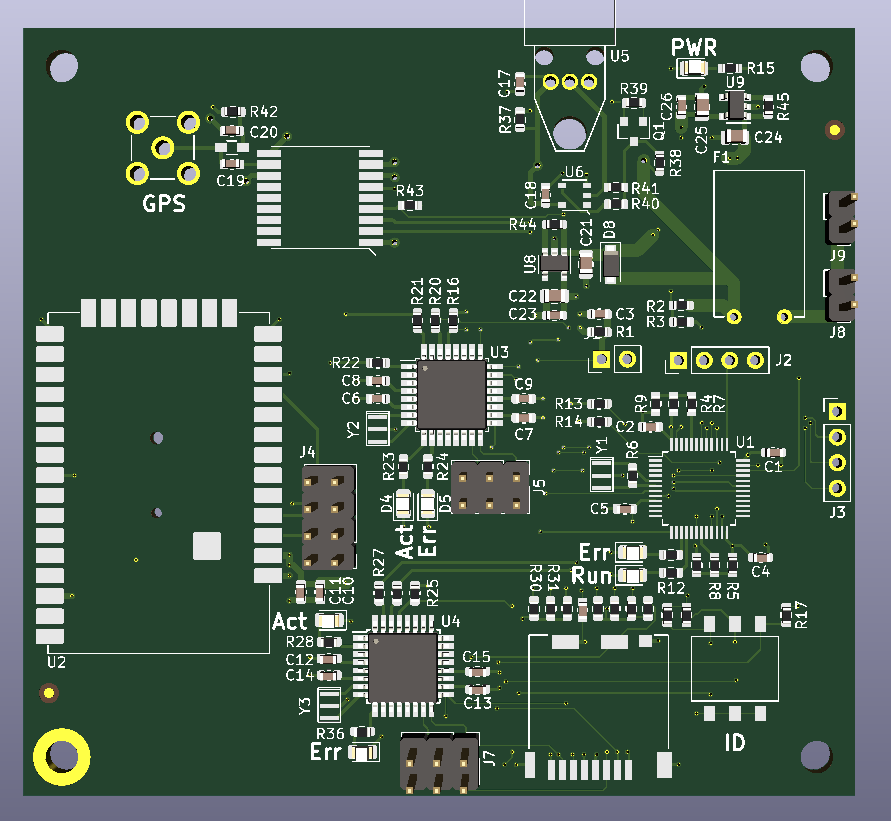 PWR
U5
R15
U9
C17
R39
C26
R45
R42
R37
C25
C20
Q1
C24
F1
R38
C19
U6
GPS
C18
R41
R43
R40
R44
C21
D8
J9
U8
R21
R20
R16
C22
R2
C23
C3
R3
J8
R1
U3
R22
J2
C8
C6
C9
R9
R4
R7
R13
Y2
C7
R14
C2
U1
J4
Y1
R6
R23
R24
C1
J5
D4
D5
C5
J3
Act
Err
Err
R27
C4
Run
R12
R8
R5
C11
C10
R25
R30
R31
Act
U4
R17
R28
C12
C15
U2
C14
C13
Y3
R36
ID
Err
J7